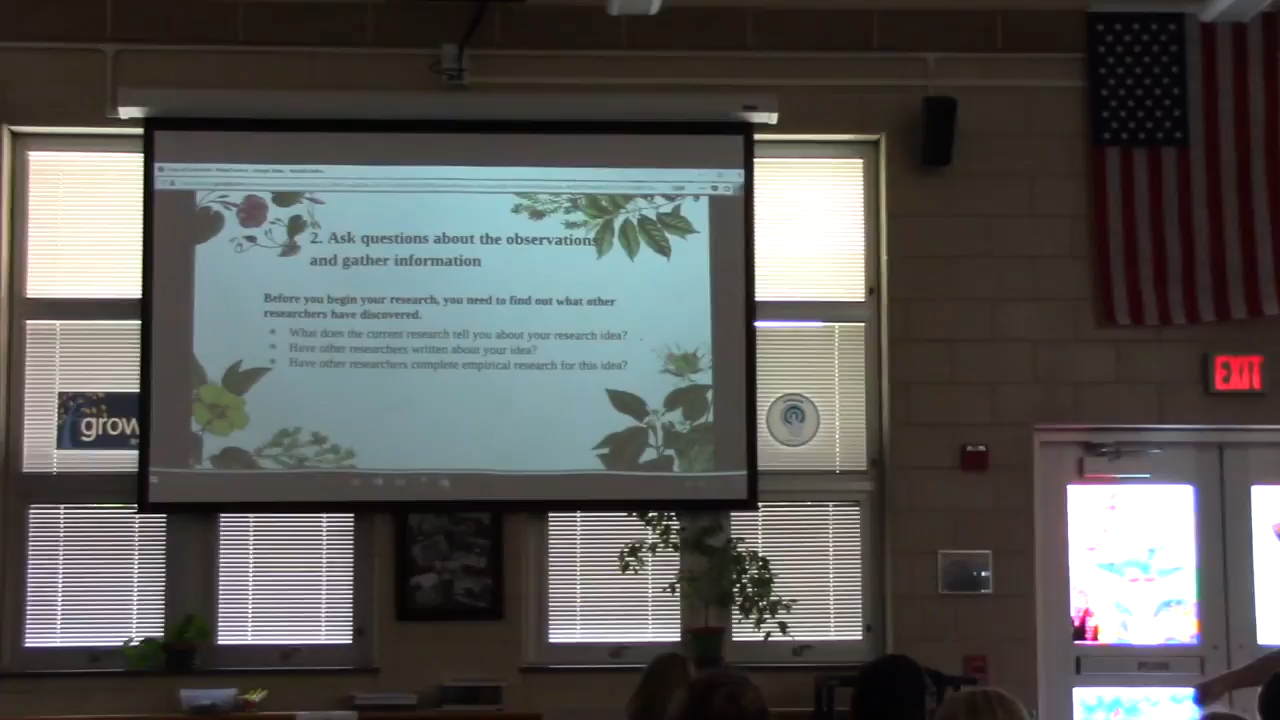 2. Ask questions about the observations
and gather information
Before you begin your research, you need to find out what other
researchers have discovered.
What does the current research tell you about your research idea?
Have other researchers written about your idea?
Have other researchers complete empirical research for this idea?
grow
EXIT